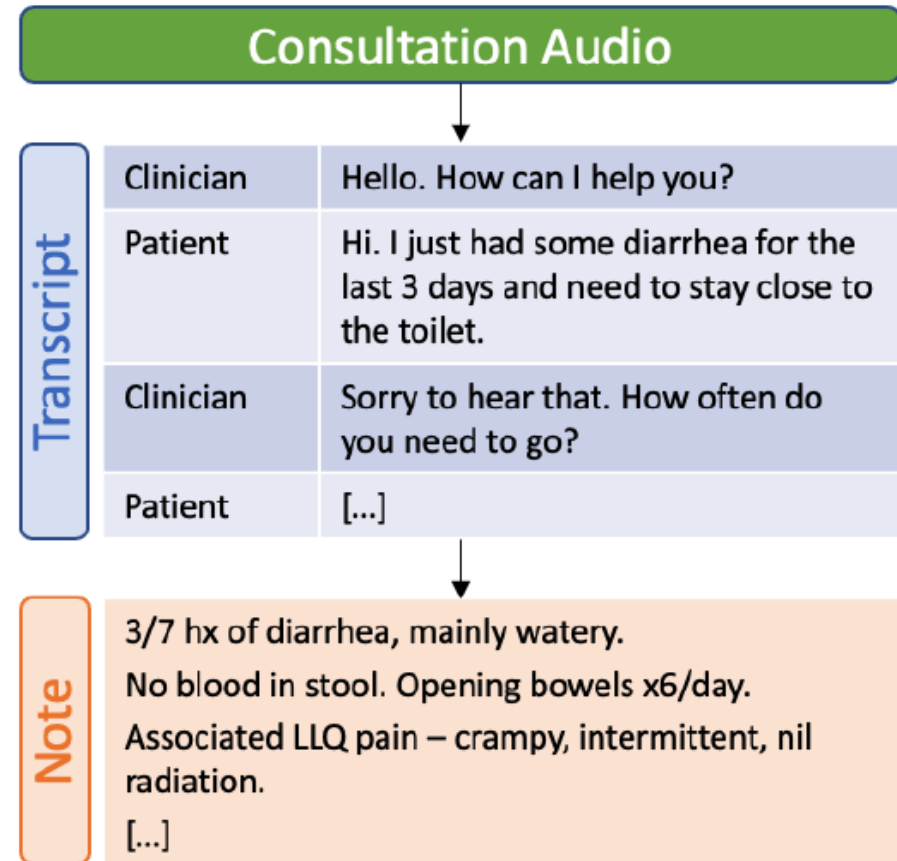 Consultation Audio
Transcript
Clinician
Hello. How can I help you?
Patient
Hi. I just had some diarrhea for the
last 3 days and need to stay close to
the toilet.
Clinician
Sorry to hear that. How often do
you need to go?
Patient
[...]
Note
3/7 hx of diarrhea, mainly watery.
No blood in stool. Opening bowels x6/day.
Associated LLQ pain – crampy, intermittent, nil
radiation.
[...]